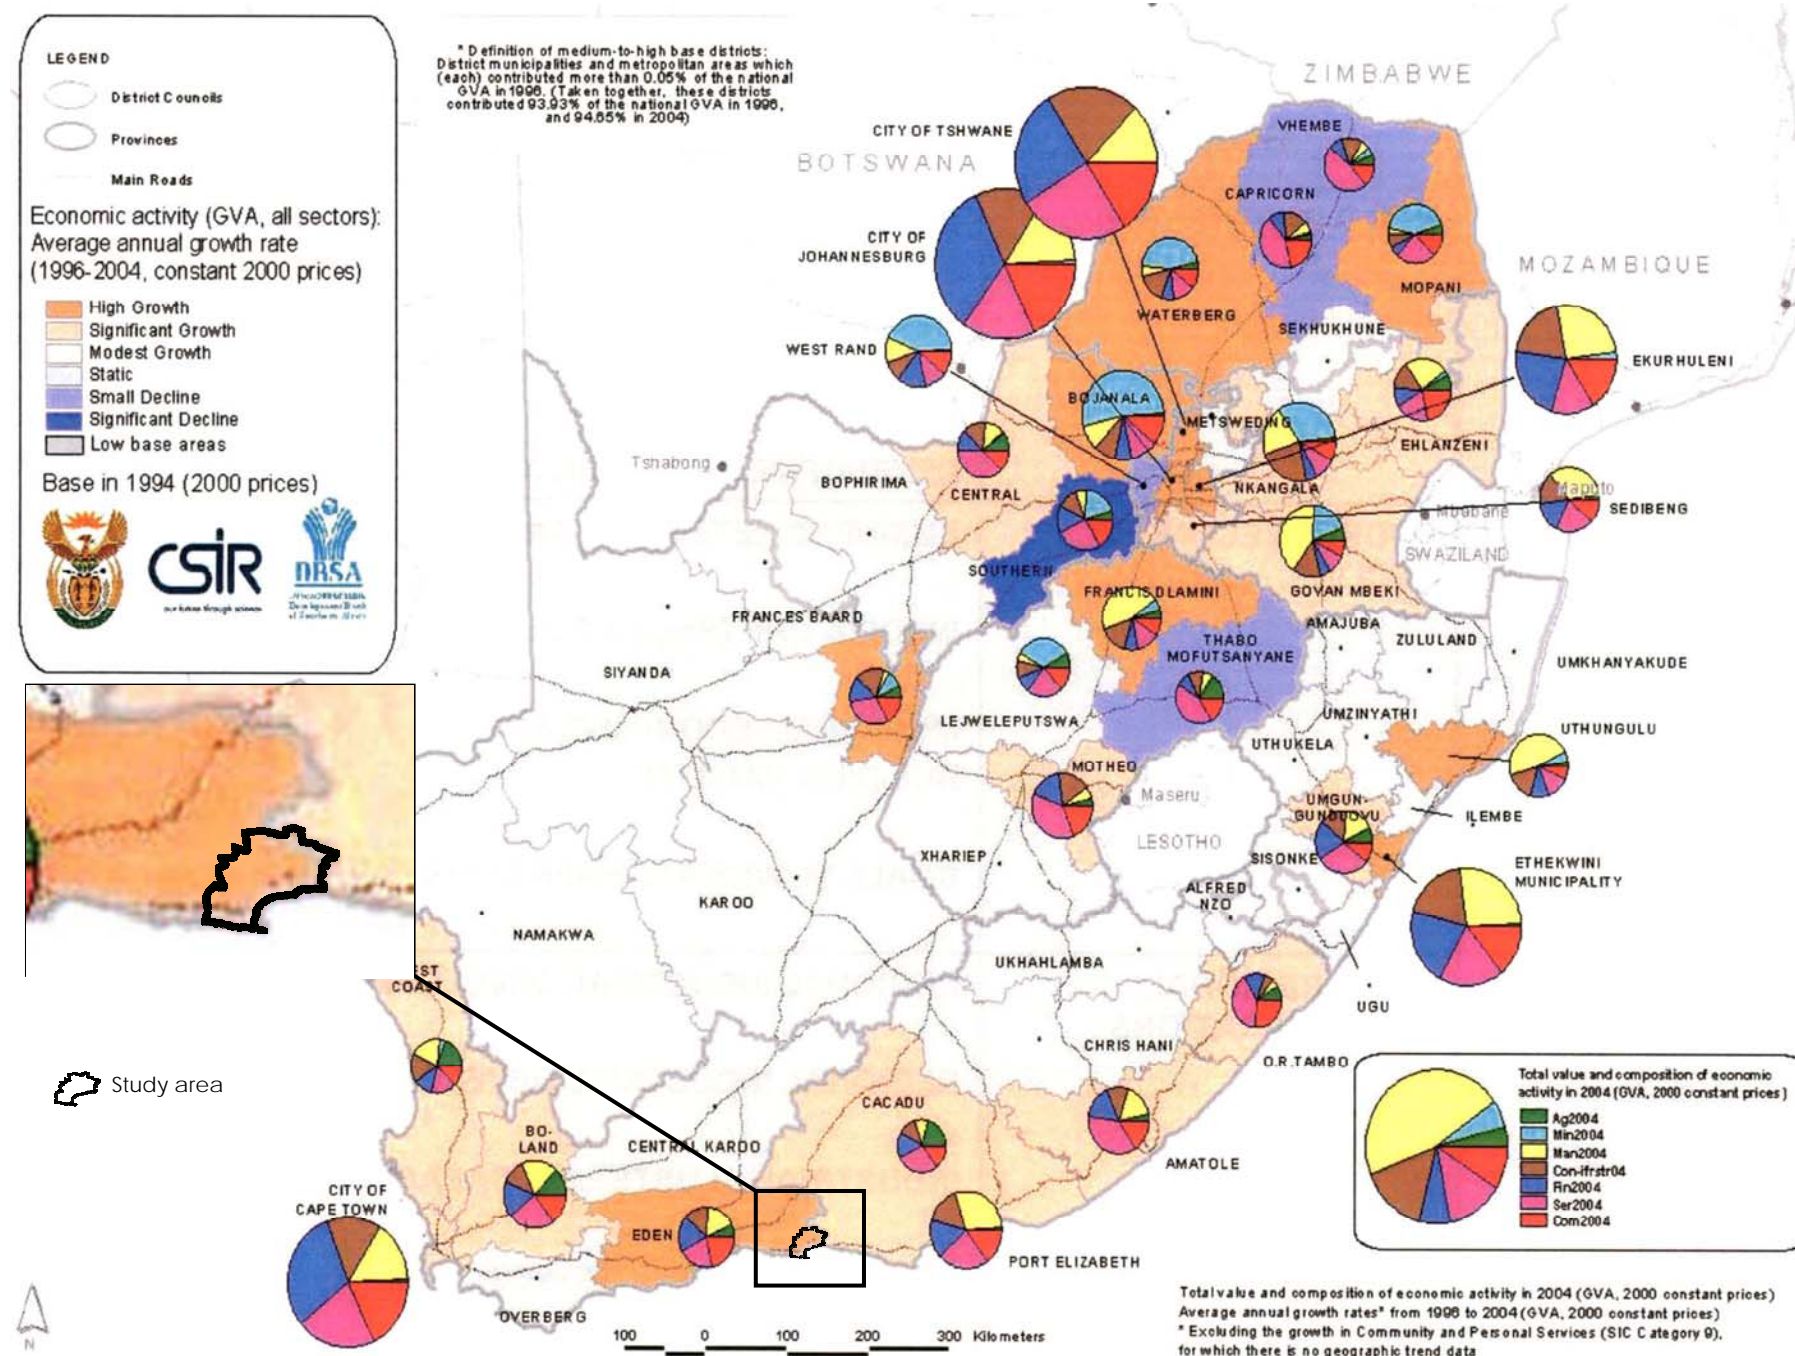 LEGEND
District Councils
Provinces
Main Roads
Economic activity (GVA, all sectors):
Average annual growth rate
(1996-2004, constant 2000 prices)
High Growth
Significant Growth
Modest Growth
Static
Small Decline
Significant Decline
Low base areas
Base in 1994 (2000 prices)
CSIR
our future through science
DBSA
* Definition of medium-to-high base districts:
District municipalities and metropolitan areas which
(each) contributed more than 0.05% of the national
GVA in 1996. (Taken together, these districts
contributed 93.93% of the national GVA in 1996,
and 94.65% in 2004)
ZIMBABWE
BOTSWANA
MOZAMBIQUE
CITY OF TSHWANE
CITY OF
JOHANNESBURG
VHEMBE
CAPRICORN
MOPANI
WATERBERG
SEKHUKHUNE
WEST RAND
EKURHULENI
BOJANALA
METSWEDING
EHLANZENI
Tshabong
BOPHIRIMA
CENTRAL
NKANGALA
Maputo
SEDIBENG
Mbabane
SWAZILAND
SOUTHERN
FRANCIS DLAMINI
GOVAN MBEKI
FRANCES BAARD
AMAJUBA
ZULULAND
THABO
MOFUTSANYANE
UMKHANYAKUDE
SIYANDA
LEJWELEPUTSWA
UMZINYATHI
UTHUNGULU
UTHUKELA
MOTHEO
Maseru
UMGUN-
GUNDUOVU
ILEMBE
LESOTHO
XHARIEP
SISONKE
ETHEKWINI
MUNICIPALITY
ALFRED
NZO
KAROO
NAMAKWA
UKHAHLAMBA
EST
COAST
UGU
CHRIS HANI
O.R.TAMBO
Study area
CACADU
BO-
LAND
CENTRAL KAROO
AMATOLE
CITY OF
CAPE TOWN
EDEN
PORT ELIZABETH
OVERBERG
Total value and composition of economic
activity in 2004 (GVA, 2000 constant prices)
Ag2004
Min2004
Man2004
Con-ifrstr04
Fin2004
Ser2004
Com2004
N
100 0 100 200 300 Kilometers
Total value and composition of economic activity in 2004 (GVA, 2000 constant prices)
Average annual growth rates* from 1996 to 2004 (GVA, 2000 constant prices)
* Excluding the growth in Community and Personal Services (SIC Category 9),
for which there is no geographic trend data